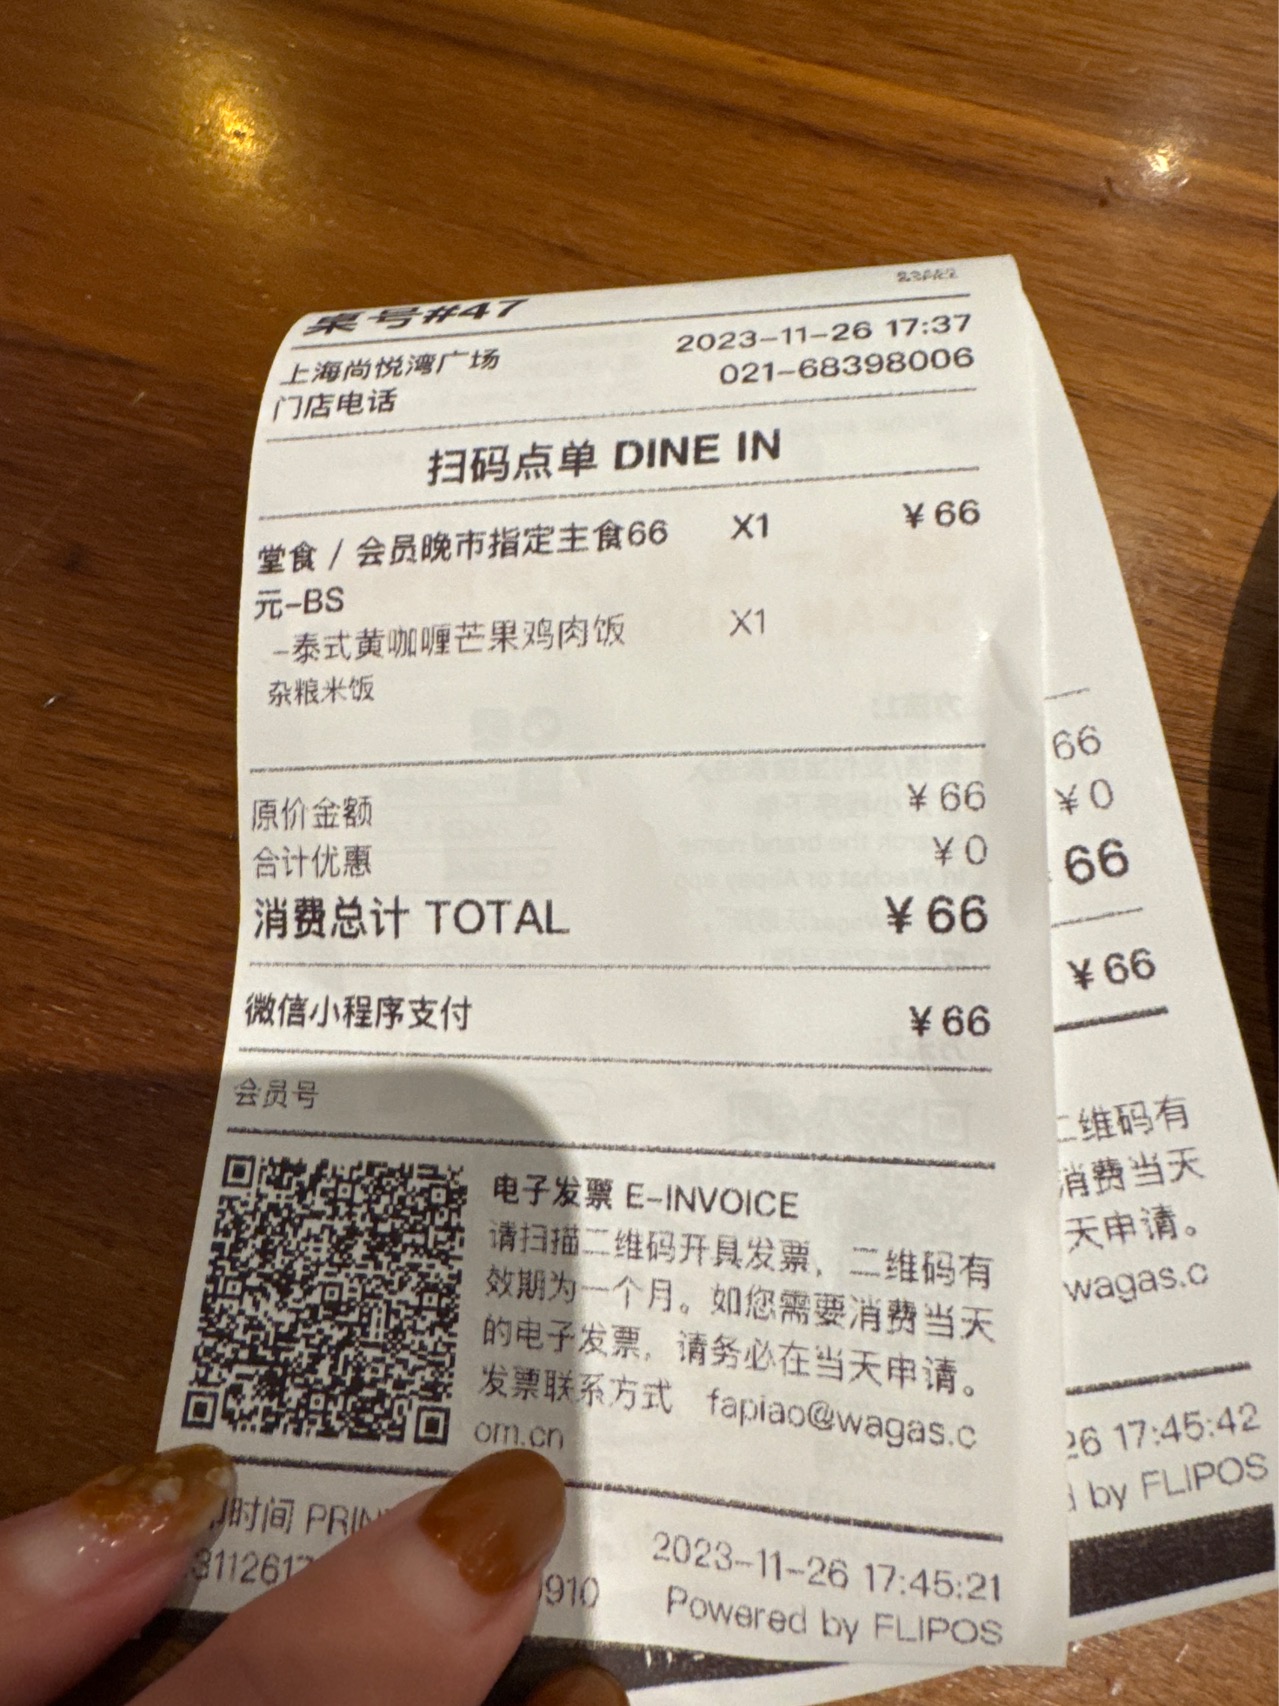 桌号#47
上海尚悦湾广场 2023-11-26 17:37
门店电话 021-68398006
扫码点单 DINE IN
堂食 / 会员晚市指定主食66 X1 ¥66
元-BS
-泰式黄咖喱芒果鸡肉饭 X1
杂粮米饭
原价金额 ¥66
合计优惠 ¥0
消费总计 TOTAL ¥66
微信小程序支付 ¥66
会员号
电子发票 E-INVOICE
请扫描二维码开具发票，二维码有
效期为一个月。如您需要消费当天
的电子发票，请务必在当天申请。
发票联系方式 fapiao@wagas.c
om.cn
时间 PRIN 2023-11-26 17:45:21
311261 0910 Powered by FLIPOS
66
¥0
66
¥66
二维码有
消费当天
天申请。
wagas.c
26 17:45:42
by FLIPOS